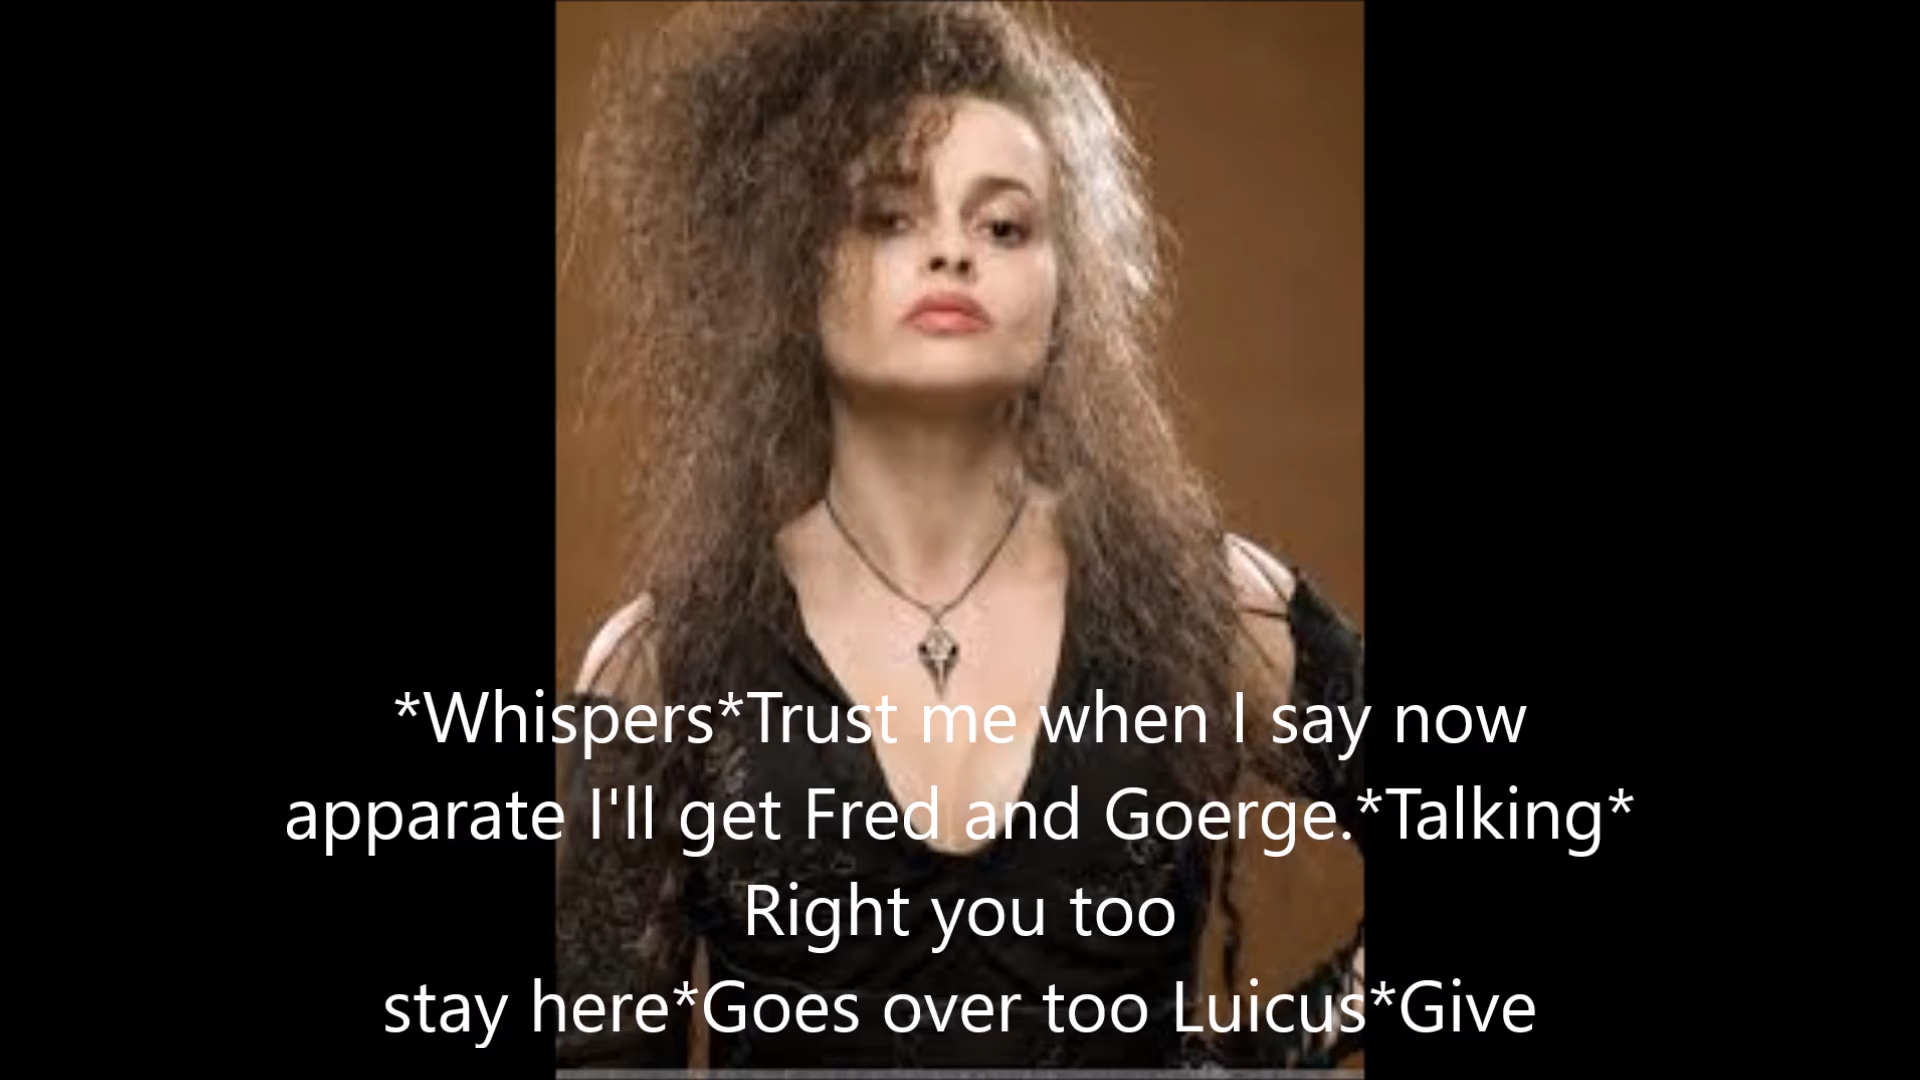 *Whispers*Trust me when I say now
apparate I'll get Fred and Goerge.*Talking*
Right you too
stay here*Goes over too Luicus*Give